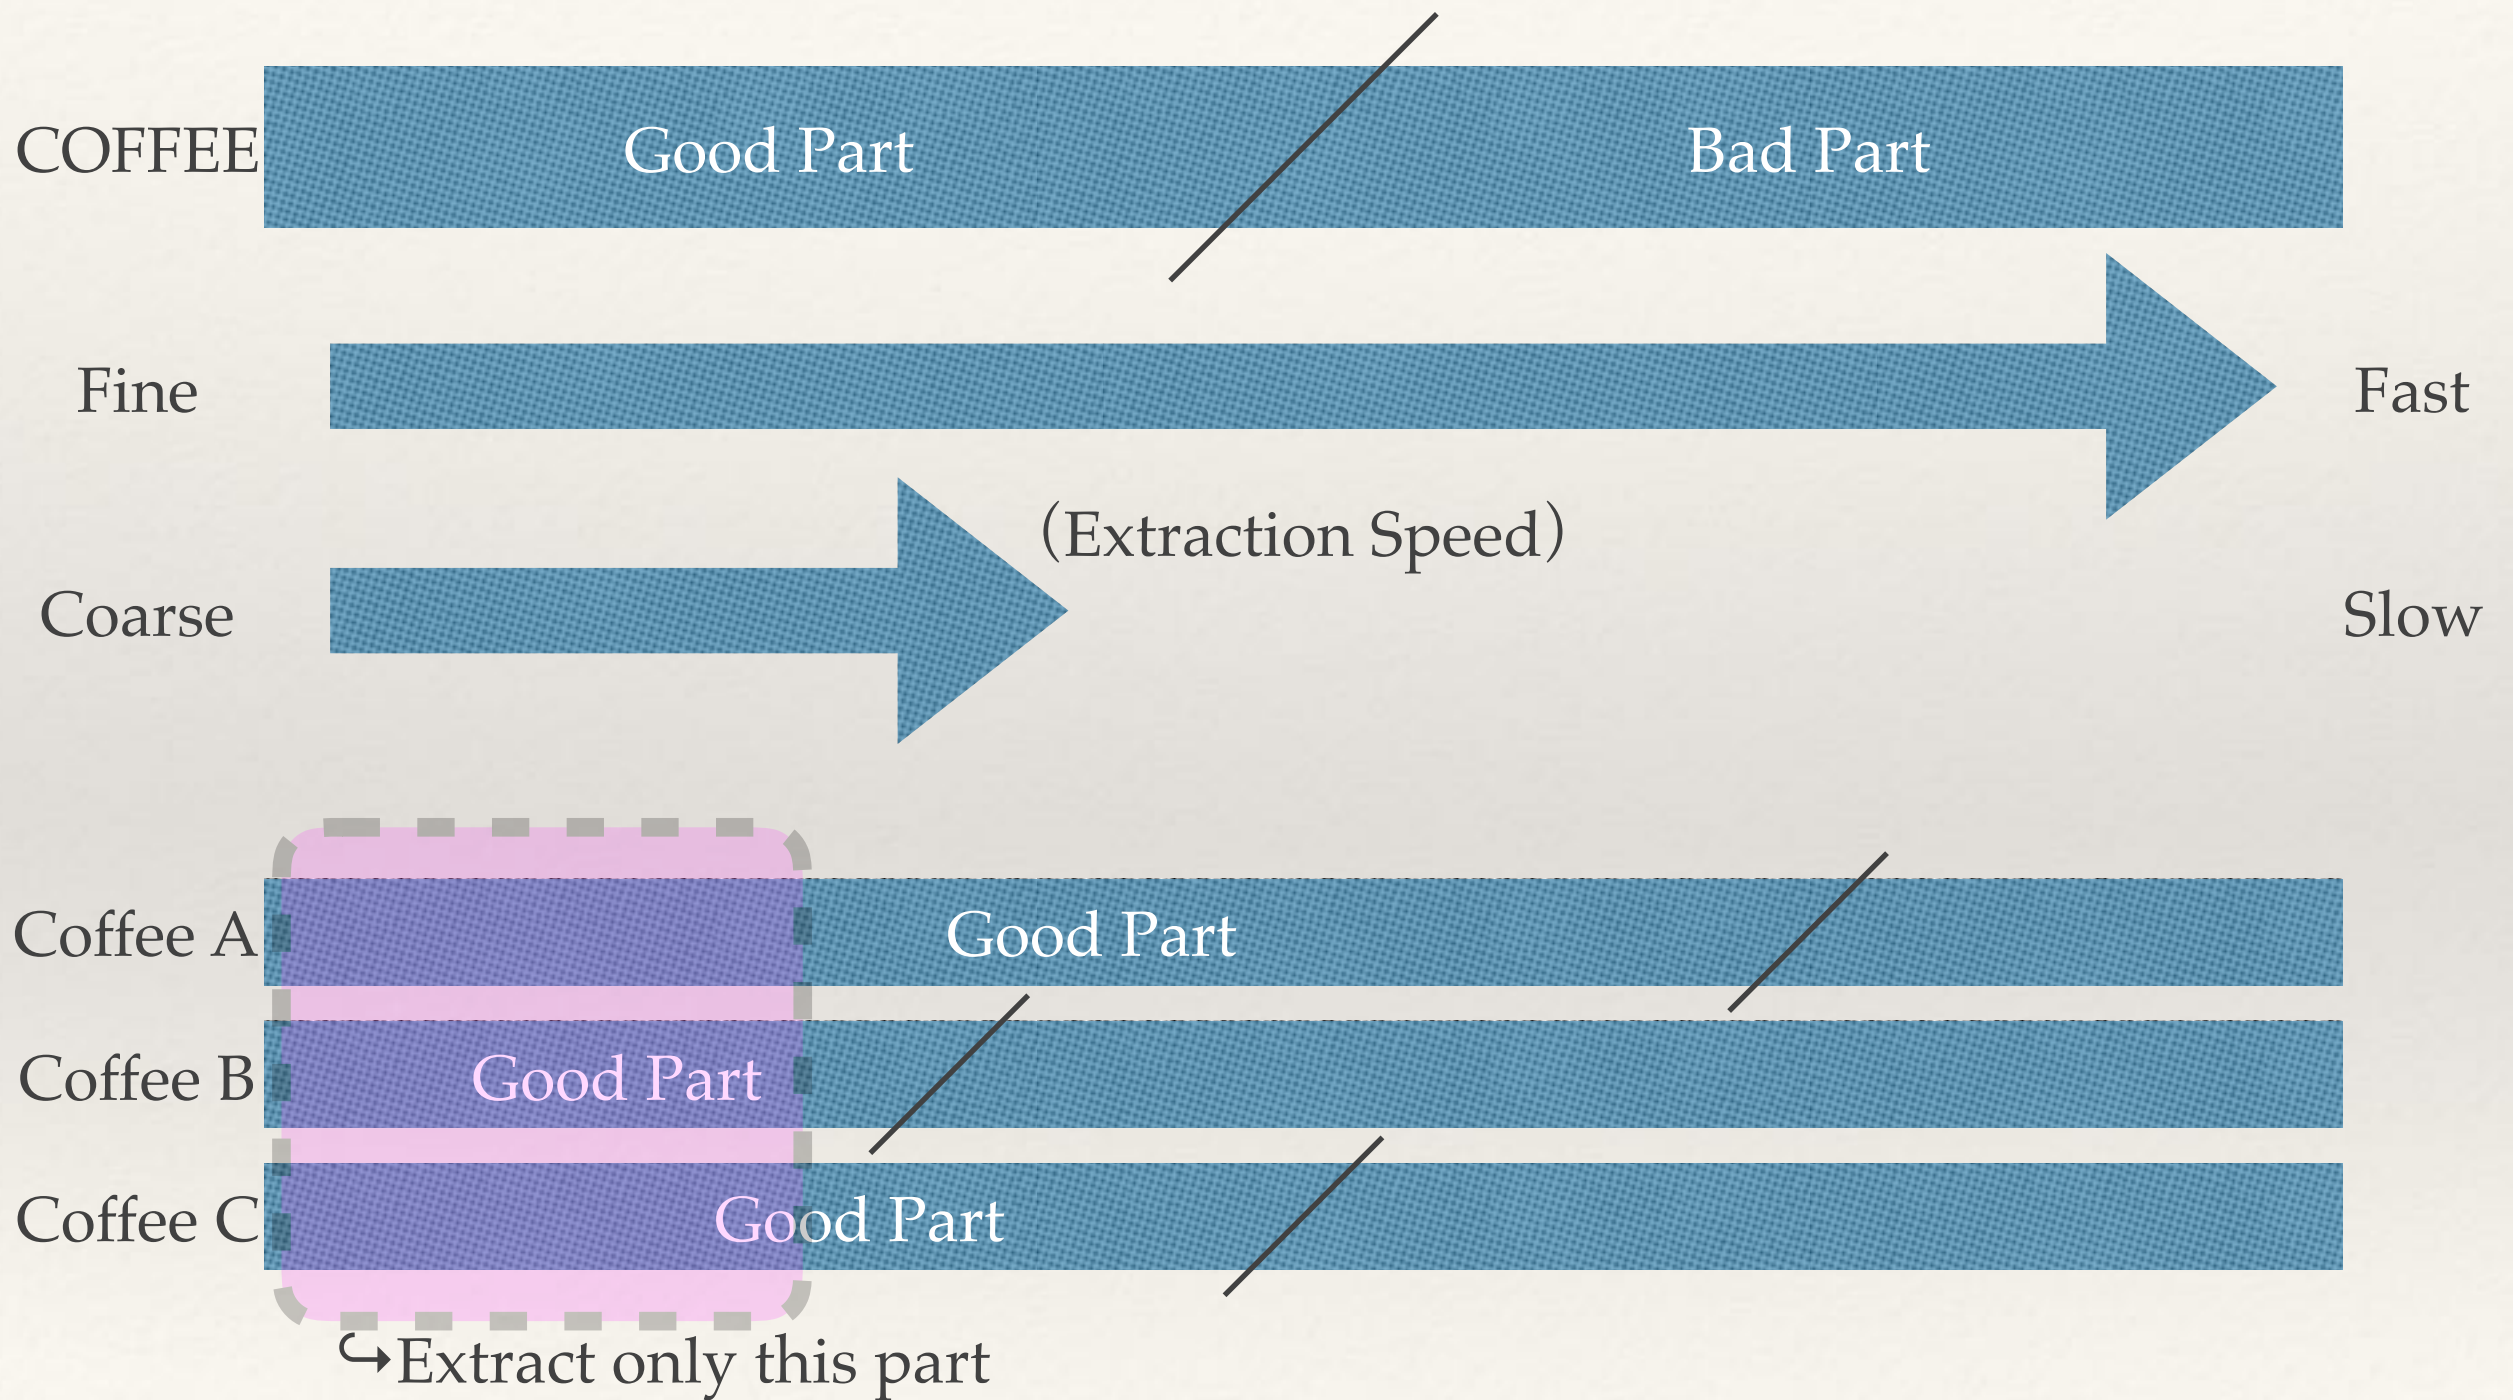 COFFEE Good Part Bad Part
Fine Fast
(Extraction Speed)
Coarse Slow
Coffee A Good Part
Coffee B Good Part
Coffee C Good Part
↪Extract only this part